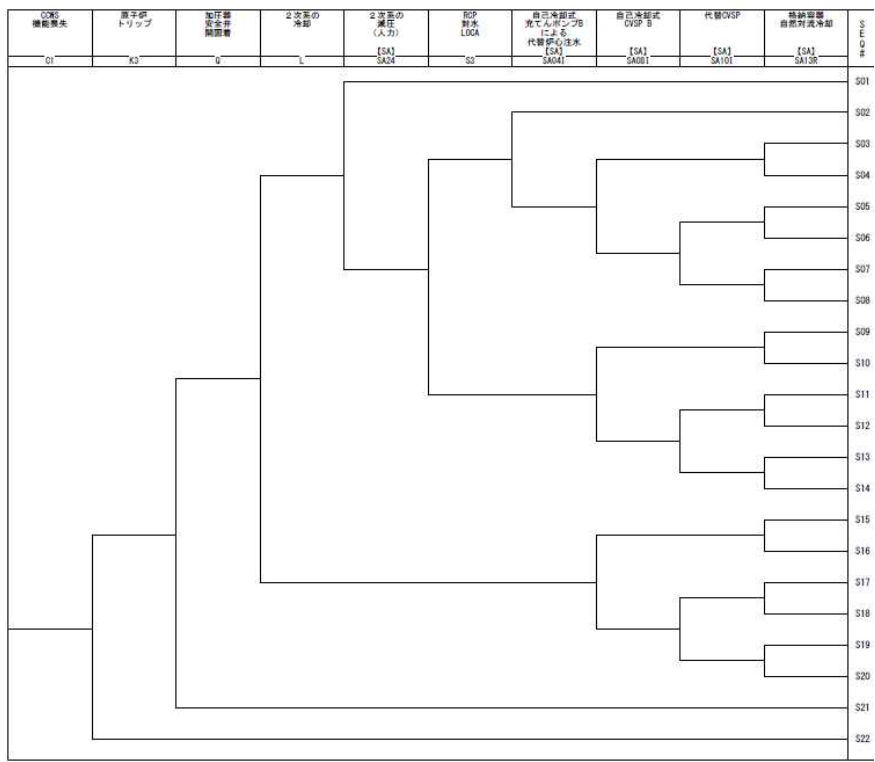 CCWS
機能喪失
原子炉
トリップ
加圧器
安全弁
開固着
２次系の
冷却
２次系の
減圧
（人力）
【SA】
RCP
封水
LOCA
自己冷却式
充てんポンプB
による
代替炉心注水
【SA】
自己冷却式
CVSP B
【SA】
代替CVSP
【SA】
格納容器
自然対流冷却
【SA】
SEQ#
C1
K3
Q
L
SA24
S3
SA04I
SA08I
SA10I
SA13R
S01
S02
S03
S04
S05
S06
S07
S08
S09
S10
S11
S12
S13
S14
S15
S16
S17
S18
S19
S20
S21
S22